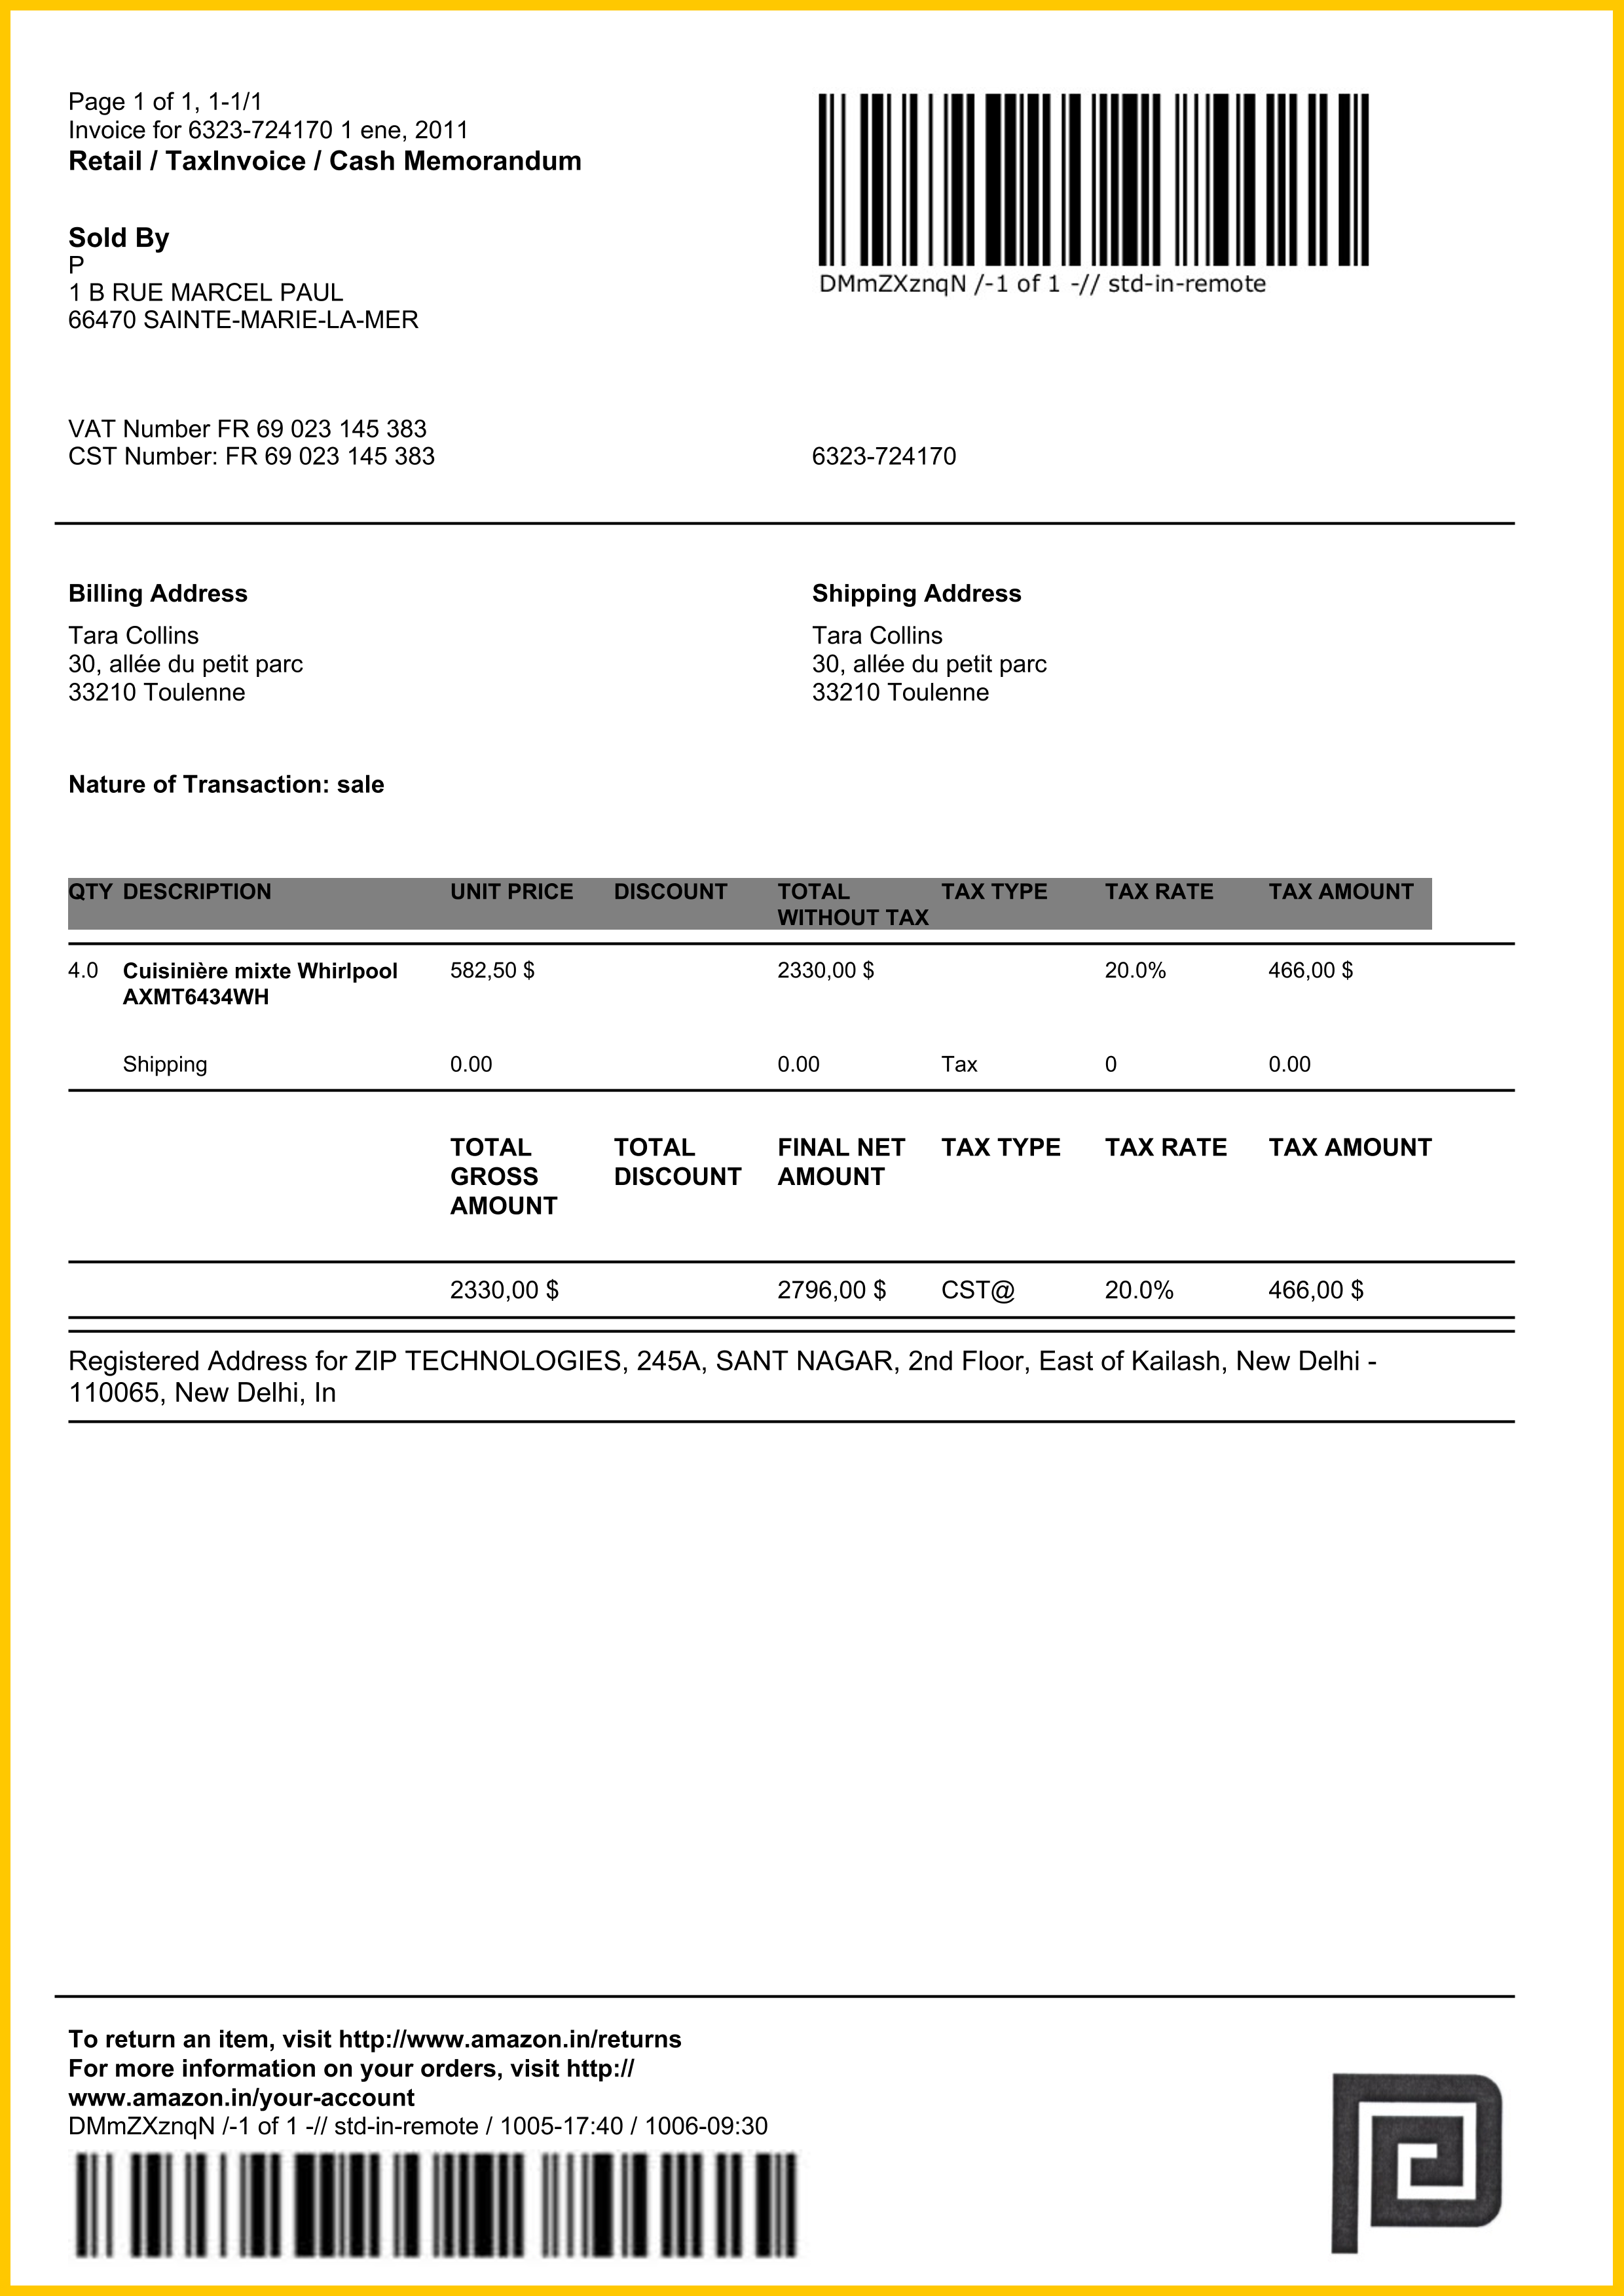 Page 1 of 1, 1-1/1
Invoice for 6323-724170 1 ene, 2011
Retail / TaxInvoice / Cash Memorandum
DMmZXznqN /-1 of 1 -// std-in-remote
Sold By
P
1 B RUE MARCEL PAUL
66470 SAINTE-MARIE-LA-MER
VAT Number FR 69 023 145 383
CST Number: FR 69 023 145 383
6323-724170
Billing Address
Tara Collins
30, allée du petit parc
33210 Toulenne
Shipping Address
Tara Collins
30, allée du petit parc
33210 Toulenne
Nature of Transaction: sale
QTY DESCRIPTION UNIT PRICE DISCOUNT TOTAL WITHOUT TAX TAX TYPE TAX RATE TAX AMOUNT
4.0 Cuisinière mixte Whirlpool 582,50 $ 2330,00 $ 20.0% 466,00 $
AXMT6434WH
Shipping 0.00 0.00 Tax 0 0.00
TOTAL GROSS AMOUNT TOTAL DISCOUNT FINAL NET AMOUNT TAX TYPE TAX RATE TAX AMOUNT
2330,00 $ 2796,00 $ CST@ 20.0% 466,00 $
Registered Address for ZIP TECHNOLOGIES, 245A, SANT NAGAR, 2nd Floor, East of Kailash, New Delhi -
110065, New Delhi, In
To return an item, visit http://www.amazon.in/returns
For more information on your orders, visit http://
www.amazon.in/your-account
DMmZXznqN /-1 of 1 -// std-in-remote / 1005-17:40 / 1006-09:30